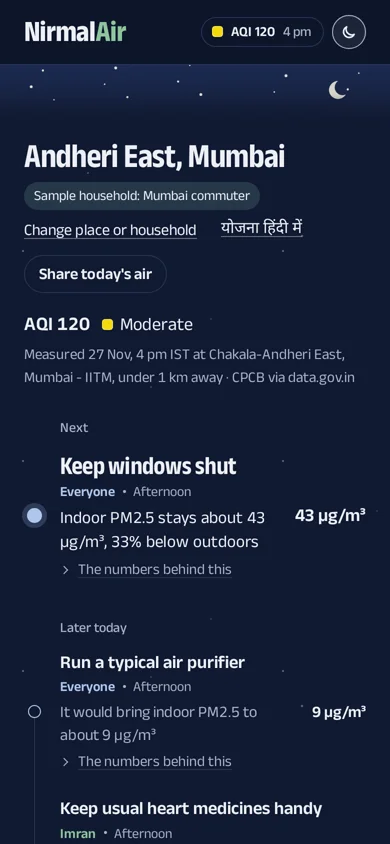 NirmalAir
AQI 120 4 pm
Andheri East, Mumbai
Sample household: Mumbai commuter
Change place or household
योजना हिंदी में
Share today's air
AQI 120 Moderate
Measured 27 Nov, 4 pm IST at Chakala-Andheri East,
Mumbai - IITM, under 1 km away · CPCB via data.gov.in
Next
Keep windows shut
Everyone • Afternoon
Indoor PM2.5 stays about 43
µg/m³, 33% below outdoors
43 µg/m³
The numbers behind this
Later today
Run a typical air purifier
Everyone • Afternoon
It would bring indoor PM2.5 to
about 9 µg/m³
9 µg/m³
The numbers behind this
Keep usual heart medicines handy
Imran • Afternoon